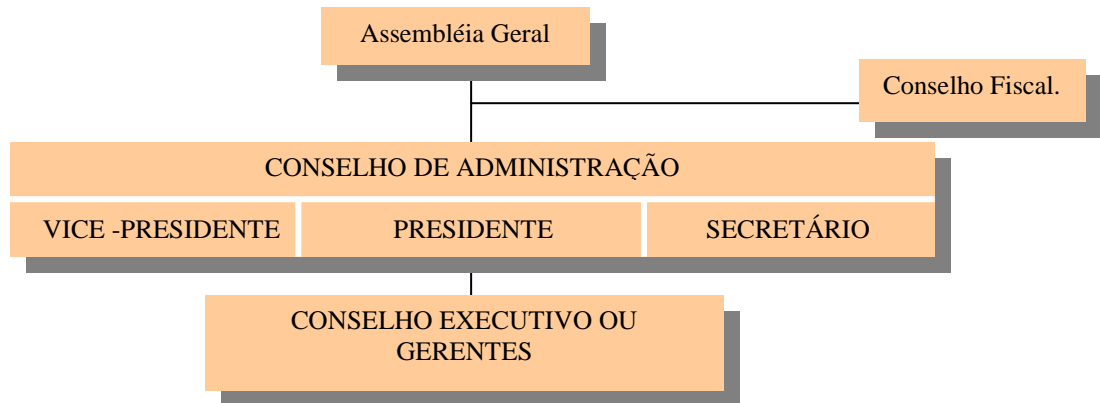 Assembléia Geral
Conselho Fiscal.
CONSELHO DE ADMINISTRAÇÃO
VICE -PRESIDENTE
PRESIDENTE
SECRETÁRIO
CONSELHO EXECUTIVO OU
GERENTES